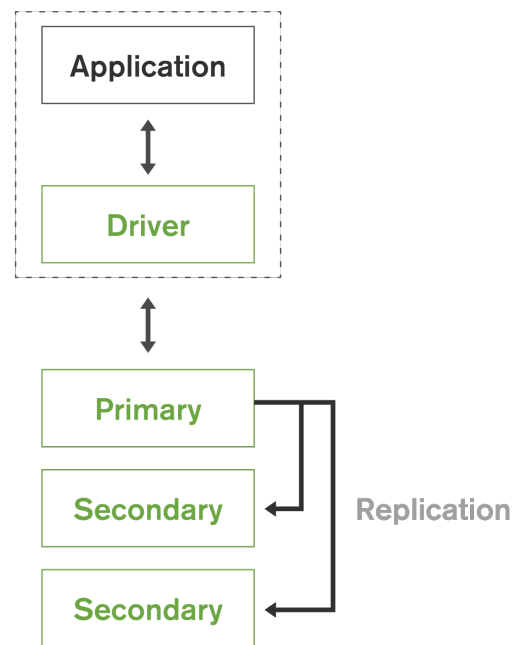 Application
Driver
Primary
Secondary
Replication
Secondary